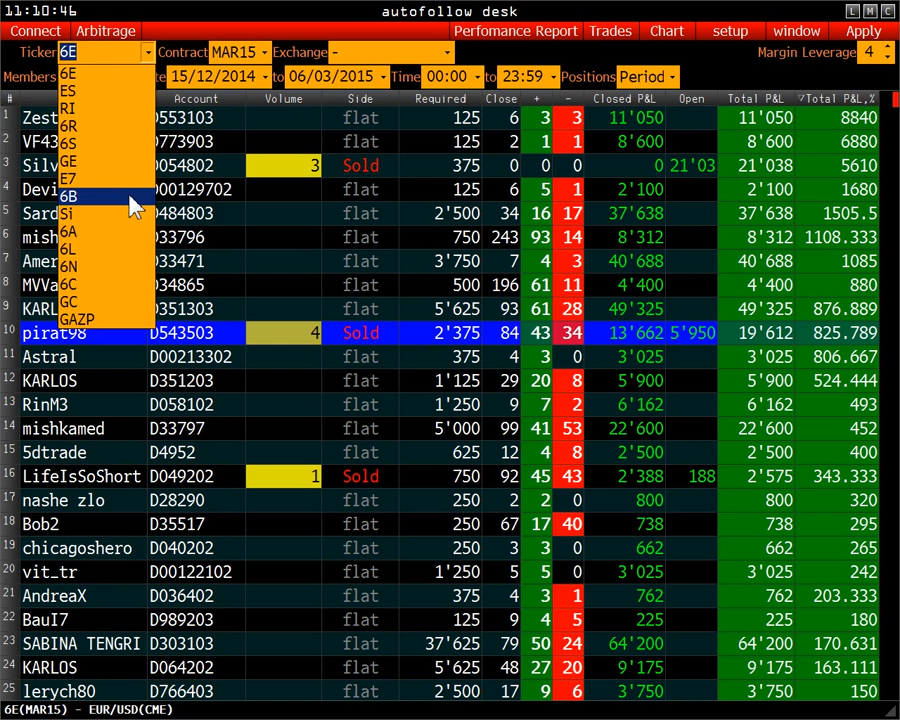 11:10:46 autofollow desk L M C
Connect Arbitrage Perfomance Report Trades Chart setup window Apply
Ticker 6E Contract MAR15 Exchange - Margin Leverage 4
Members te 15/12/2014 to 06/03/2015 Time 00:00 to 23:59 Positions Period
6E
ES
RI
6R
6S
GE
E7
6B
Si
6A
6L
6N
6C
GC
GAZP
# Account Volume Side Required Close + - Closed P&L Open Total P&L ▽Total P&L,%
1 Zest D553103 flat 125 6 3 3 11'050 11'050 8840
2 VF43 D773903 flat 125 2 1 1 8'600 8'600 6880
3 Silv D054802 3 Sold 375 0 0 0 0 21'03 21'038 5610
4 Devi D00129702 flat 125 6 5 1 2'100 2'100 1680
5 Sard D484803 flat 2'500 34 16 17 37'638 37'638 1505.5
6 mish D33796 flat 750 243 93 14 8'312 8'312 1108.333
7 Amer D33471 flat 3'750 7 4 3 40'688 40'688 1085
8 MVVa D34865 flat 500 196 61 11 4'400 4'400 880
9 KARL D351303 flat 5'625 93 61 28 49'325 49'325 876.889
10 pirat98 D543503 4 Sold 2'375 84 43 34 13'662 5'950 19'612 825.789
11 Astral D00213302 flat 375 4 3 0 3'025 3'025 806.667
12 KARLOS D351203 flat 1'125 29 20 8 5'900 5'900 524.444
13 RinM3 D058102 flat 1'250 9 7 2 6'162 6'162 493
14 mishkamed D33797 flat 5'000 99 41 53 22'600 22'600 452
15 5dtrade D4952 flat 625 12 4 8 2'500 2'500 400
16 LifeIsSoShort D049202 1 Sold 750 92 45 43 2'388 188 2'575 343.333
17 nashe zlo D28290 flat 250 2 2 0 800 800 320
18 Bob2 D35517 flat 250 67 17 40 738 738 295
19 chicagoshero D040202 flat 250 3 3 0 662 662 265
20 vit_tr D00122102 flat 1'250 5 5 0 3'025 3'025 242
21 AndreaX D036402 flat 375 4 3 1 762 762 203.333
22 BauI7 D989203 flat 125 9 4 5 225 225 180
23 SABINA TENGRI D303103 flat 37'625 79 50 24 64'200 64'200 170.631
24 KARLOS D064202 flat 5'625 48 27 20 9'175 9'175 163.111
25 lerych80 D766403 flat 2'500 17 9 6 3'750 3'750 150
6E(MAR15) - EUR/USD(CME)